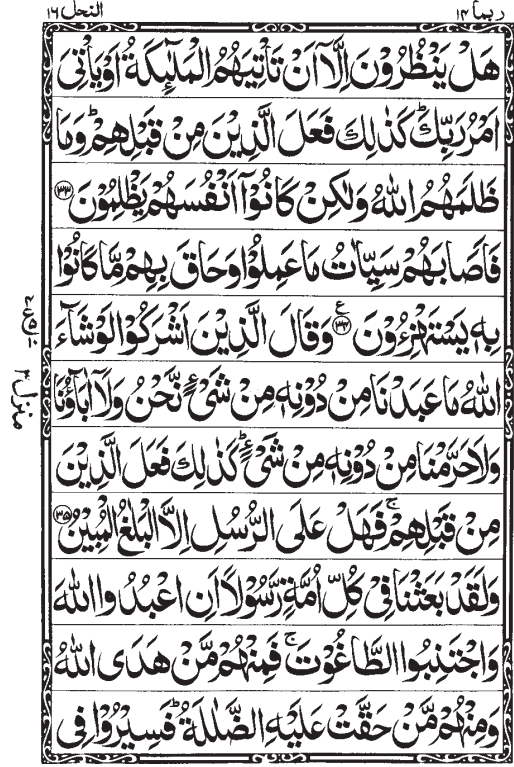 ربما ١٤ النحل ١٦
هَلْ يَنْظُرُوْنَ اِلَّاۤ اَنْ تَاْتِيَهُمُ الْمَلٰٓئِكَةُ اَوْ يَاْتِیَ
اَمْرُ رَبِّكَ ؕ كَذٰلِكَ فَعَلَ الَّذِيْنَ مِنْ قَبْلِهِمْ ؕ وَمَا
ظَلَمَهُمُ اللّٰهُ وَلٰكِنْ كَانُوْۤا اَنْفُسَهُمْ يَظْلِمُوْنَ ﴿۳۳﴾
فَاَصَابَهُمْ سَيِّاٰتُ مَا عَمِلُوْا وَحَاقَ بِهِمْ مَّا كَانُوْا
بِهٖ يَسْتَهْزِءُوْنَ ﴿۳۴﴾ ع وَقَالَ الَّذِيْنَ اَشْرَكُوْا لَوْ شَآءَ
اللّٰهُ مَا عَبَدْنَا مِنْ دُوْنِهٖ مِنْ شَیْءٍ نَّحْنُ وَلَاۤ اٰبَآؤُنَا
وَلَا حَرَّمْنَا مِنْ دُوْنِهٖ مِنْ شَیْءٍ ؕ كَذٰلِكَ فَعَلَ الَّذِيْنَ
مِنْ قَبْلِهِمْ ۚ فَهَلْ عَلَی الرُّسُلِ اِلَّا الْبَلٰغُ الْمُبِيْنُ ﴿۳۵﴾
وَلَقَدْ بَعَثْنَا فِیْ كُلِّ اُمَّةٍ رَّسُوْلًا اَنِ اعْبُدُوا اللّٰهَ
وَاجْتَنِبُوا الطَّاغُوْتَ ۚ فَمِنْهُمْ مَّنْ هَدَی اللّٰهُ
وَمِنْهُمْ مَّنْ حَقَّتْ عَلَيْهِ الضَّلٰلَةُ ؕ فَسِيْرُوْا فِی
منزل ۳